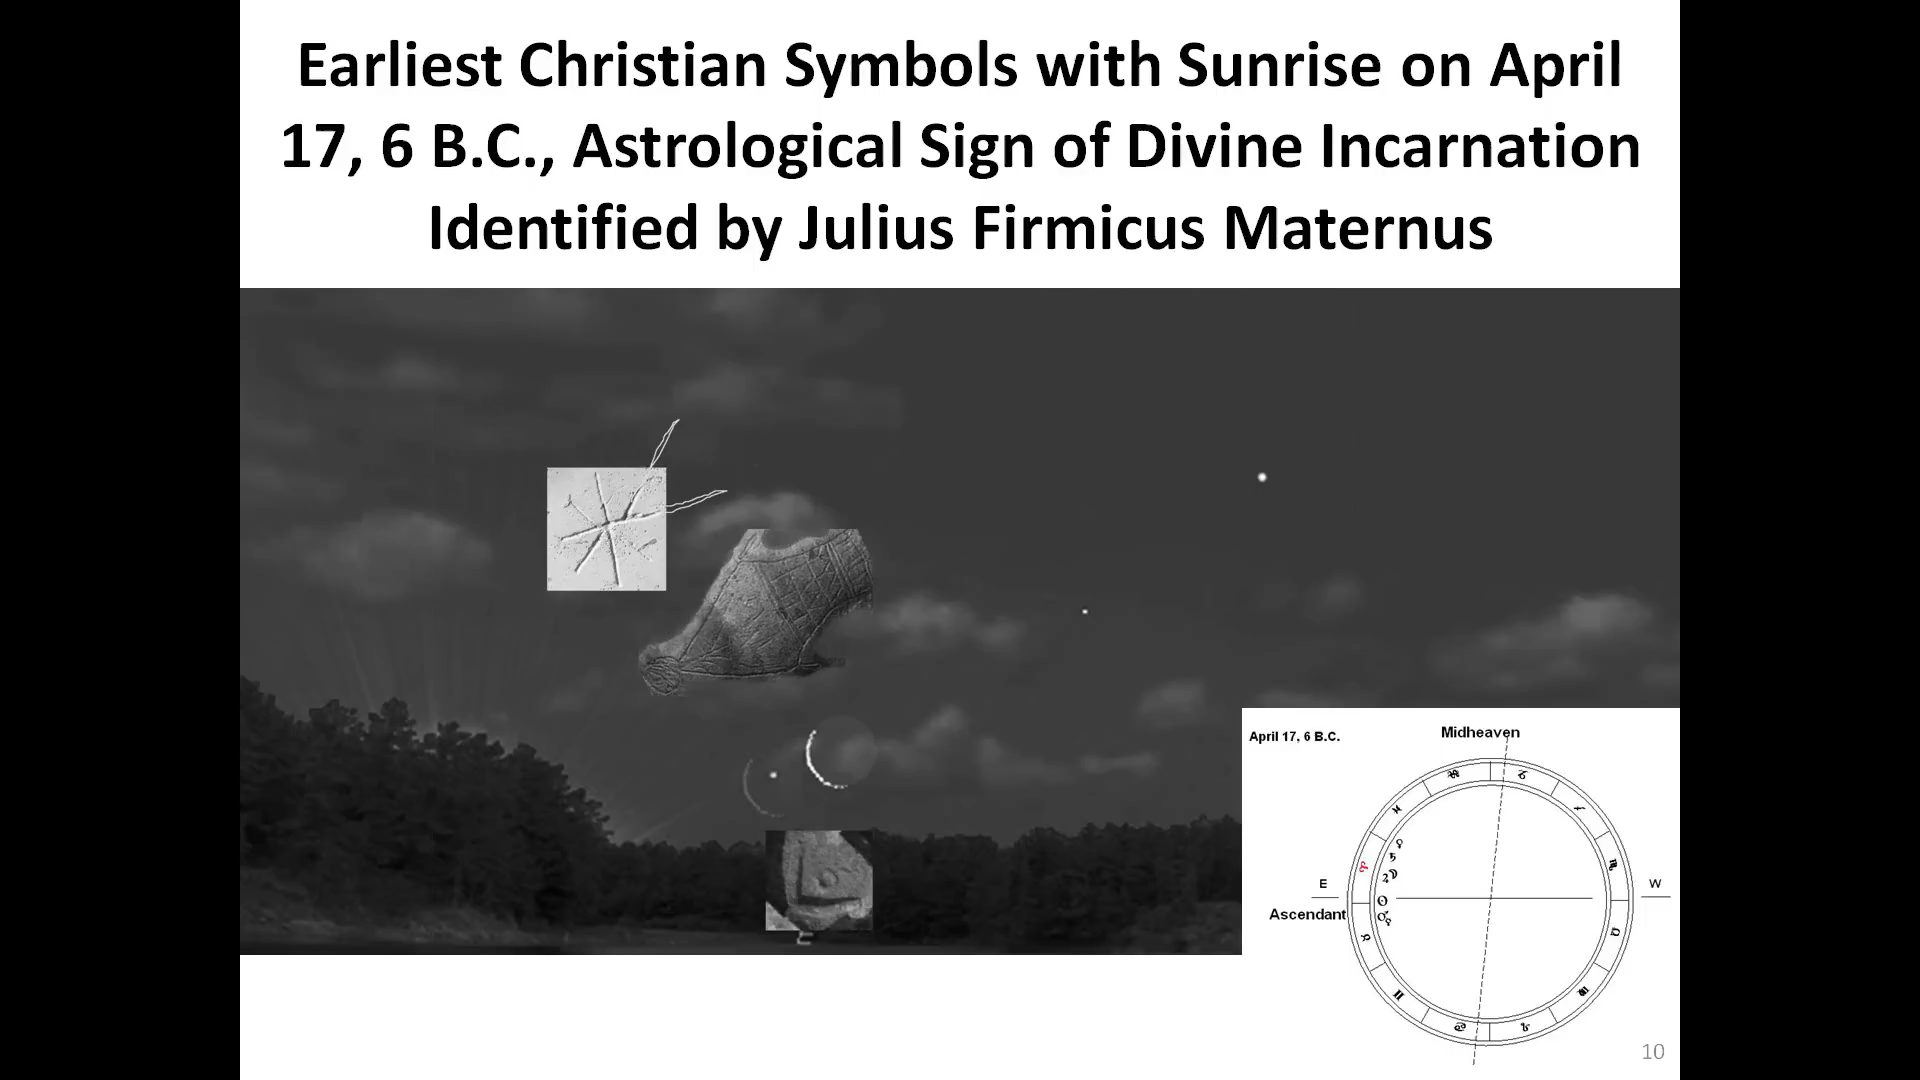 Earliest Christian Symbols with Sunrise on April
17, 6 B.C., Astrological Sign of Divine Incarnation
Identified by Julius Firmicus Maternus
April 17, 6 B.C.
Midheaven
E
W
Ascendant
E
10